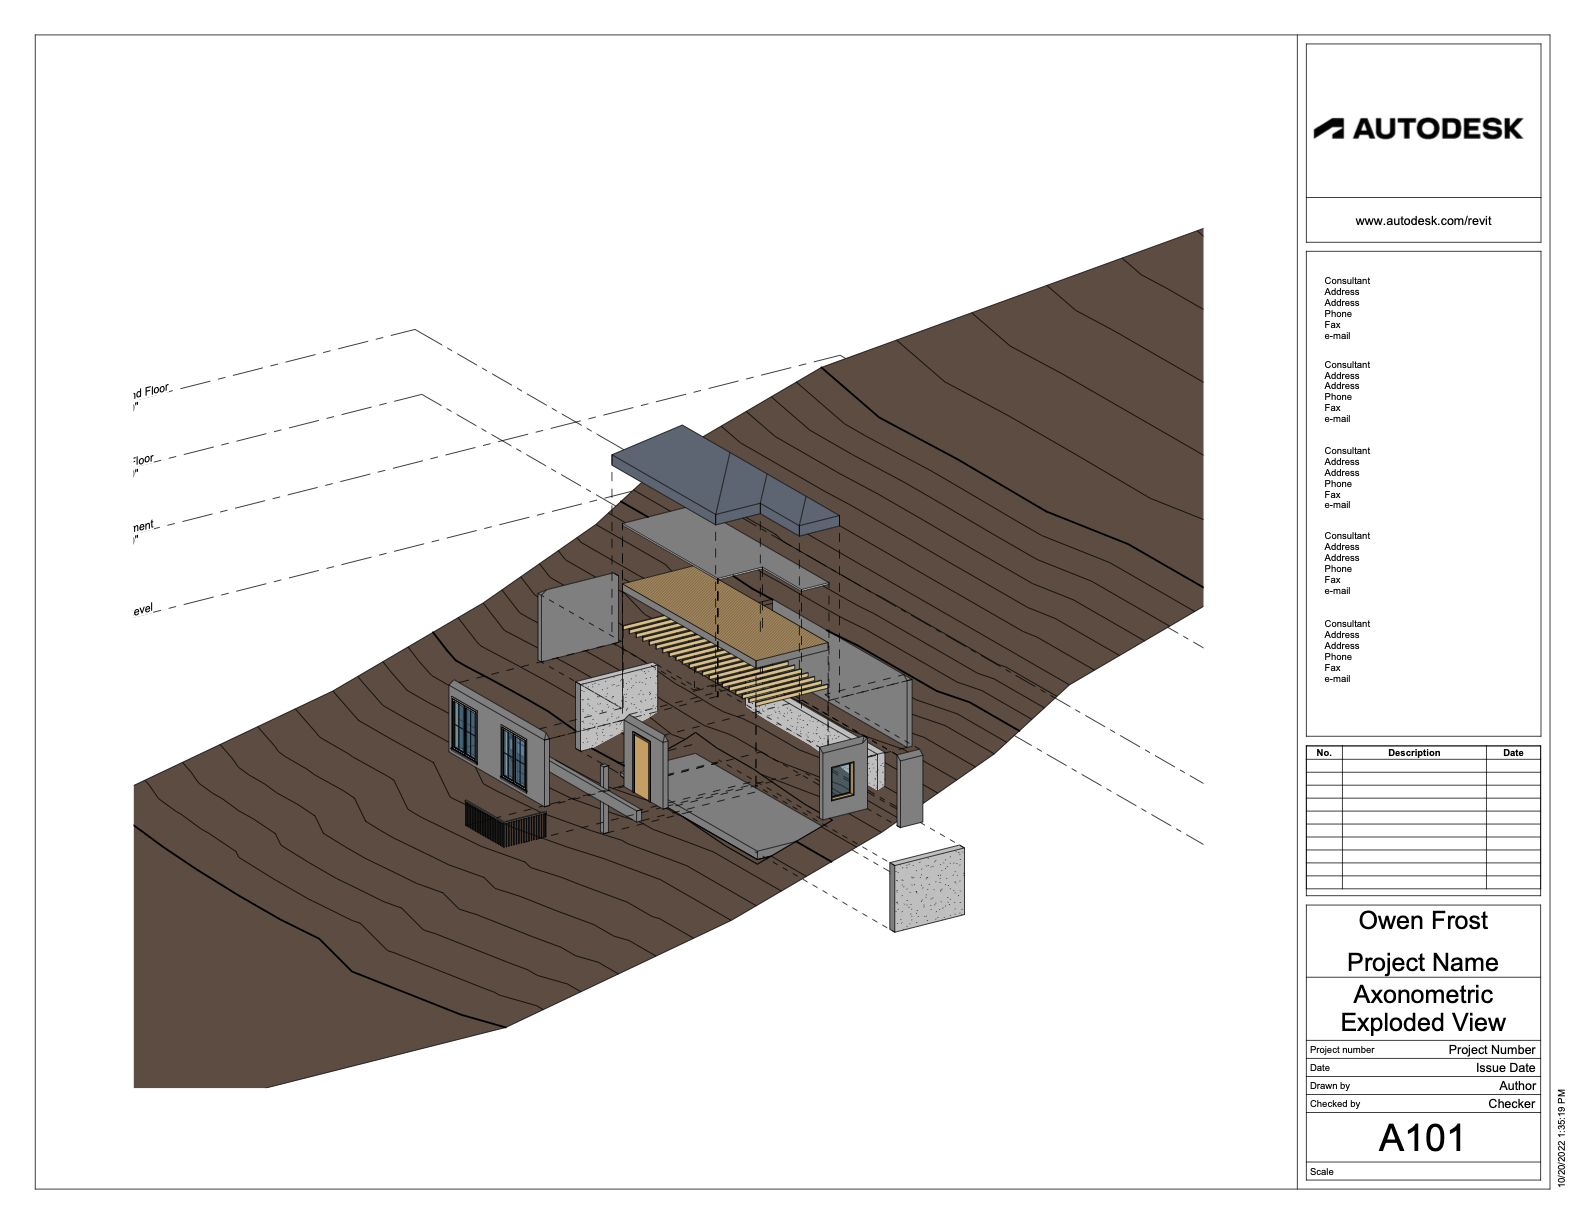 nd Floor
"
Floor
"
ment
"
evel
AUTODESK
www.autodesk.com/revit
Consultant
Address
Address
Phone
Fax
e-mail
Consultant
Address
Address
Phone
Fax
e-mail
Consultant
Address
Address
Phone
Fax
e-mail
Consultant
Address
Address
Phone
Fax
e-mail
Consultant
Address
Address
Phone
Fax
e-mail
No. Description Date
Owen Frost
Project Name
Axonometric
Exploded View
Project number Project Number
Date Issue Date
Drawn by Author
Checked by Checker
A101
Scale
10/20/2022 1:35:19 PM